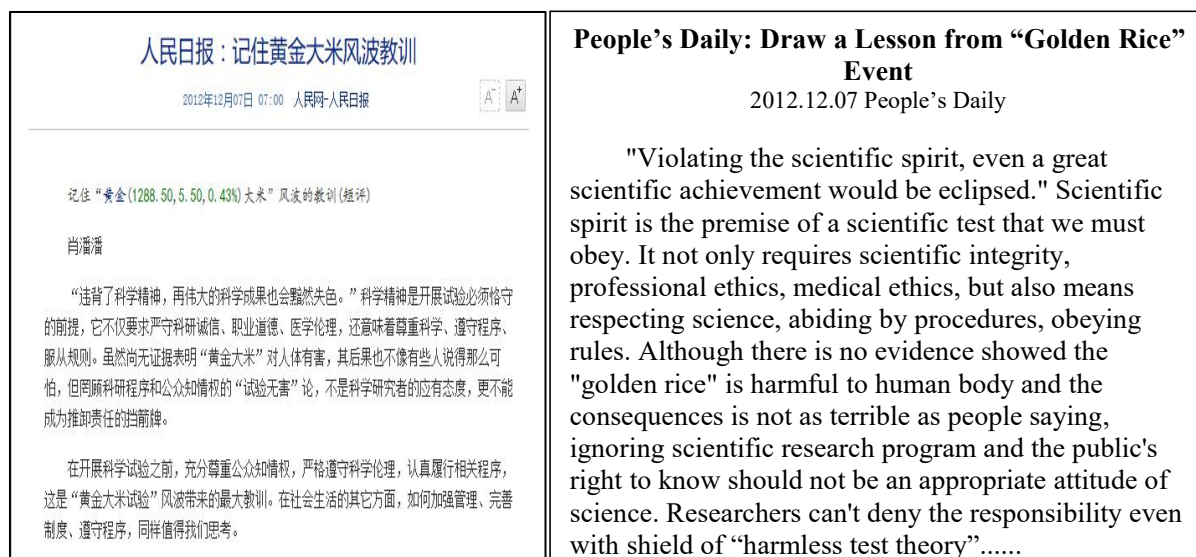 人民日报：记住黄金大米风波教训
2012年12月07日 07:00 人民网-人民日报
A- A+
记住“黄金(1288.50,5.50,0.43%)大米”风波的教训(短评)
肖潘潘
“违背了科学精神，再伟大的科学成果也会黯然失色。”科学精神是开展试验必须恪守
的前提，它不仅要求严守科研诚信、职业道德、医学伦理，还意味着尊重科学、遵守程序、
服从规则。虽然尚无证据表明“黄金大米”对人体有害，其后果也不像有些人说得那么可
怕，但罔顾科研程序和公众知情权的“试验无害”论，不是科学研究者的应有态度，更不能
成为推卸责任的挡箭牌。
在开展科学试验之前，充分尊重公众知情权，严格遵守科学伦理，认真履行相关程序，
这是“黄金大米试验”风波带来的最大教训。在社会生活的其它方面，如何加强管理、完善
制度、遵守程序，同样值得我们思考。
People’s Daily: Draw a Lesson from “Golden Rice”
Event
2012.12.07 People’s Daily
"Violating the scientific spirit, even a great
scientific achievement would be eclipsed." Scientific
spirit is the premise of a scientific test that we must
obey. It not only requires scientific integrity,
professional ethics, medical ethics, but also means
respecting science, abiding by procedures, obeying
rules. Although there is no evidence showed the
"golden rice" is harmful to human body and the
consequences is not as terrible as people saying,
ignoring scientific research program and the public's
right to know should not be an appropriate attitude of
science. Researchers can't deny the responsibility even
with shield of “harmless test theory”......